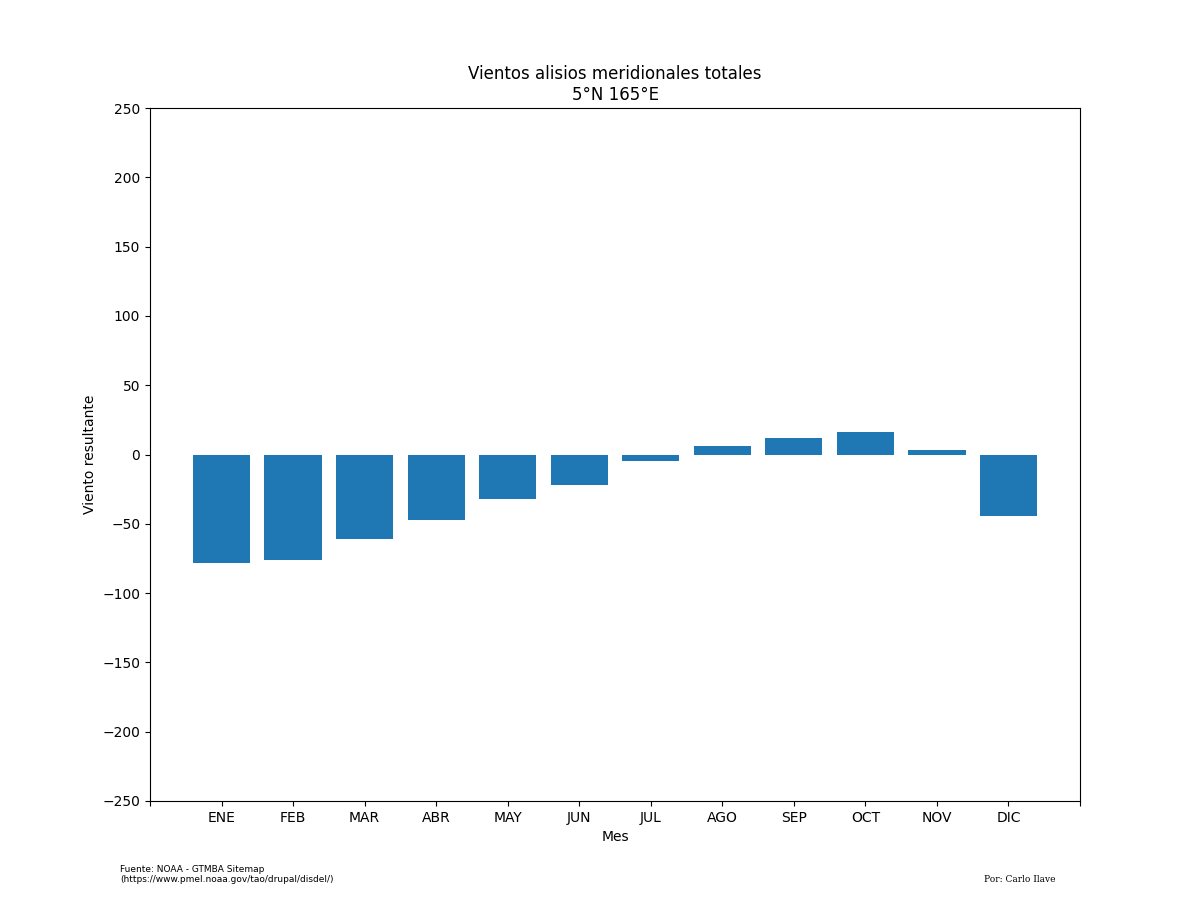 Vientos alisios meridionales totales
5°N 165°E
250
200
150
100
50
0
−50
−100
−150
−200
−250
Viento resultante
ENE FEB MAR ABR MAY JUN JUL AGO SEP OCT NOV DIC
Mes
Fuente: NOAA - GTMBA Sitemap
(https://www.pmel.noaa.gov/tao/drupal/disdel/)
Por: Carlo Ilave